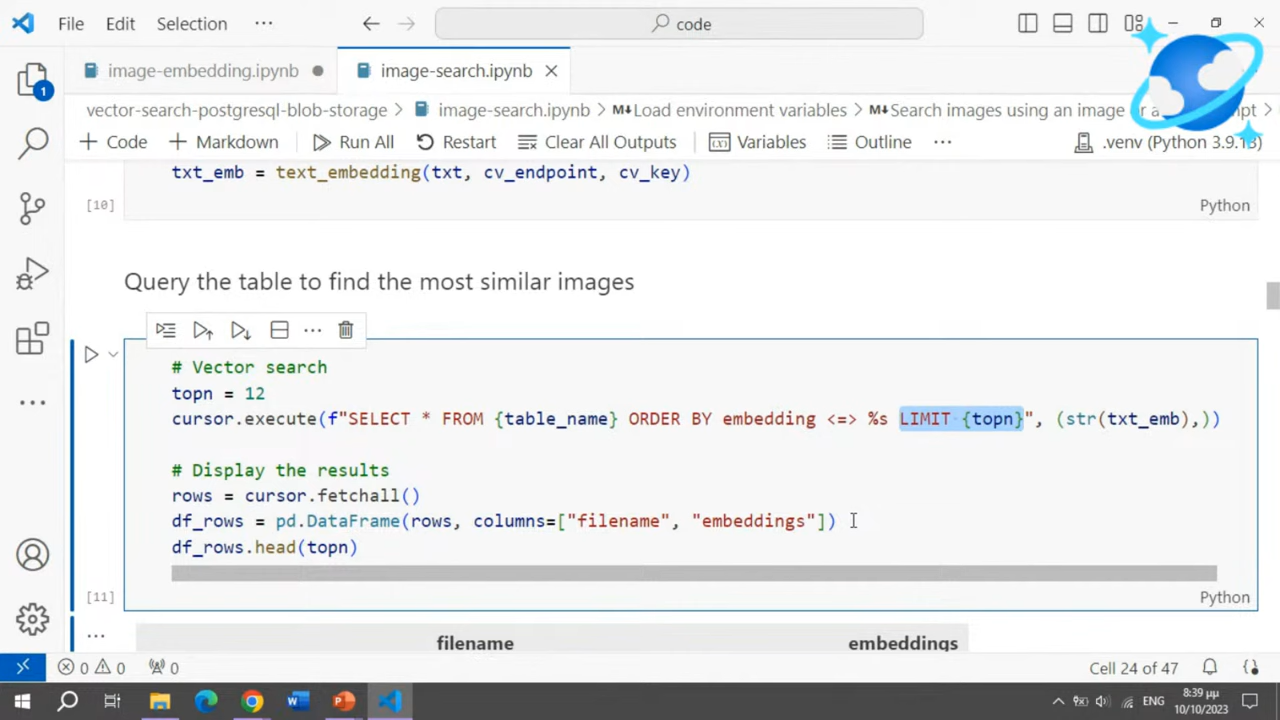 File Edit Selection ··· code
image-embedding.ipynb image-search.ipynb
vector-search-postgresql-blob-storage > image-search.ipynb > M↓Load environment variables > M↓Search images using an image or a
+ Code + Markdown Run All Restart Clear All Outputs Variables Outline ··· .venv (Python 3.9.13)
1
txt_emb = text_embedding(txt, cv_endpoint, cv_key)
[10] Python
Query the table to find the most similar images
# Vector search
topn = 12
cursor.execute(f"SELECT * FROM {table_name} ORDER BY embedding <=> %s LIMIT {topn}", (str(txt_emb),))
# Display the results
rows = cursor.fetchall()
df_rows = pd.DataFrame(rows, columns=["filename", "embeddings"])
df_rows.head(topn)
[11] Python
filename embeddings
0 0 0 Cell 24 of 47
ENG 8:39 μμ
10/10/2023